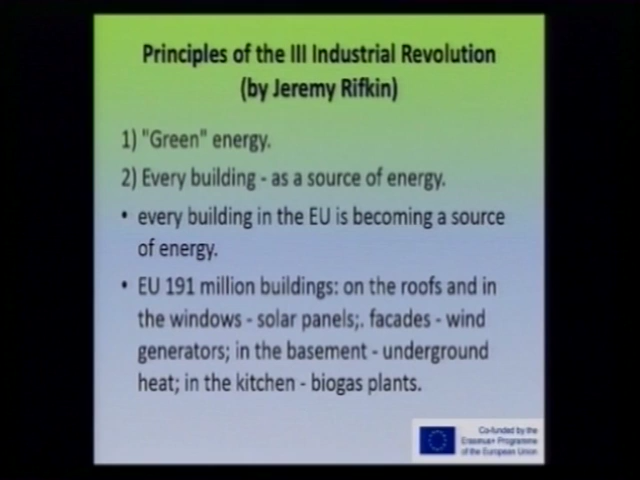 Principles of the III Industrial Revolution
(by Jeremy Rifkin)
1) "Green" energy.
2) Every building - as a source of energy.
• every building in the EU is becoming a source
of energy.
• EU 191 million buildings: on the roofs and in
the windows - solar panels;. facades - wind
generators; in the basement - underground
heat; in the kitchen - biogas plants.
Co-funded by the
Erasmus+ Programme
of the European Union